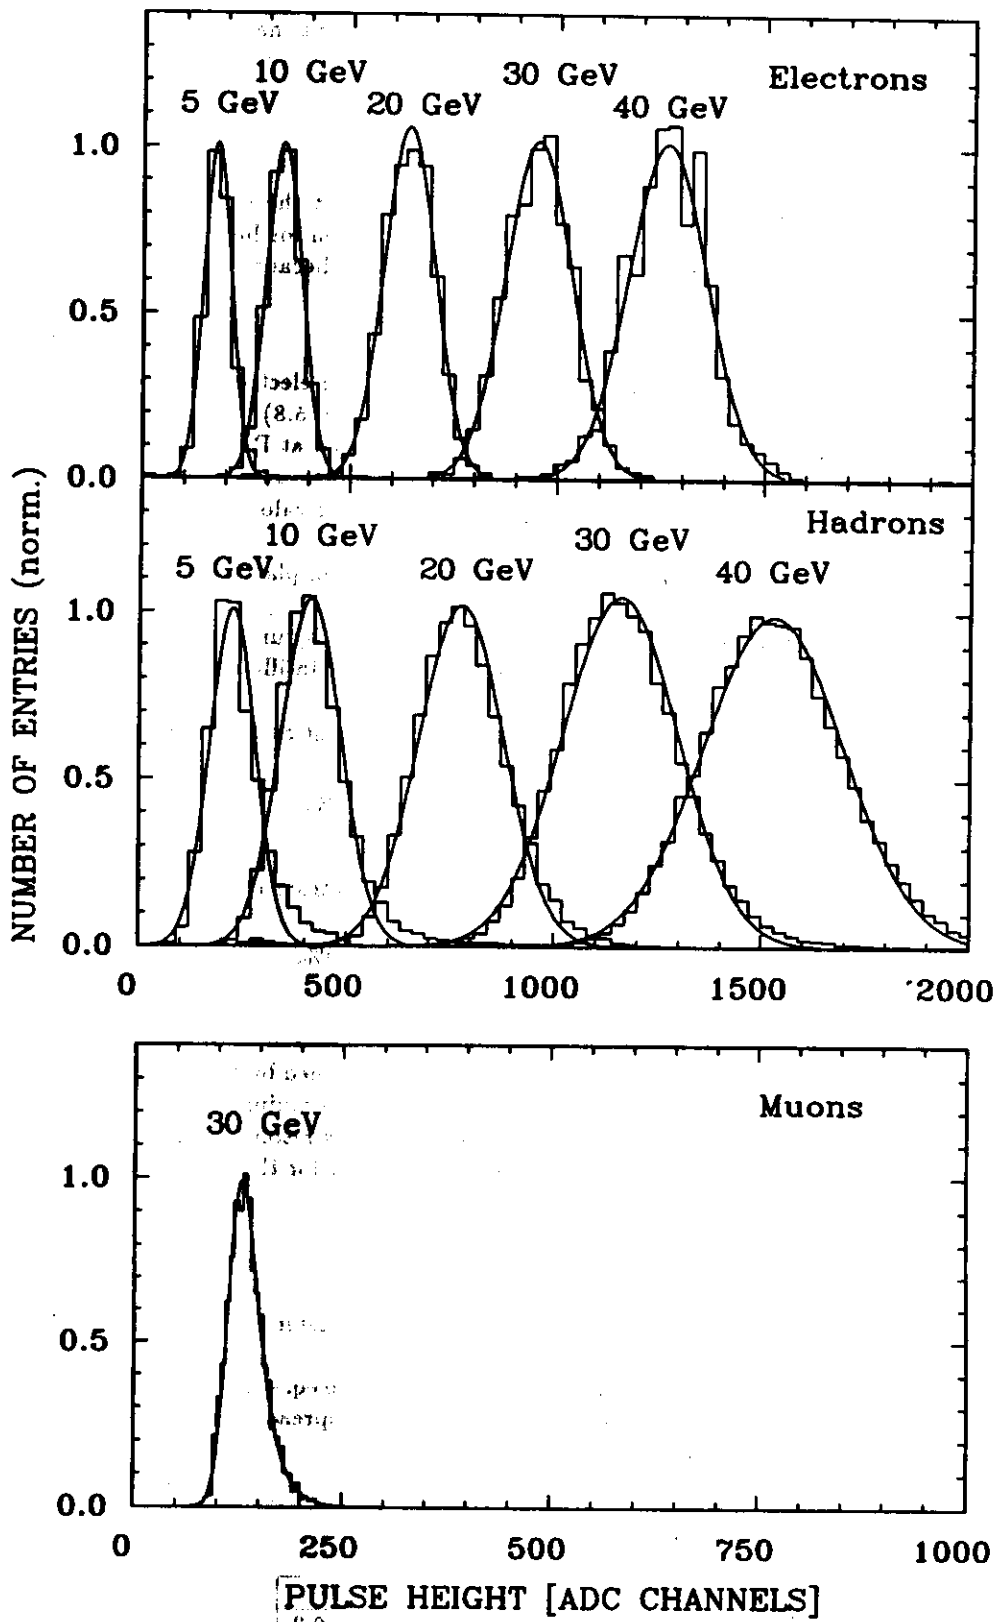 10 GeV 30 GeV Electrons
5 GeV 20 GeV 40 GeV
1.0
0.5
0.0
10 GeV 30 GeV Hadrons
5 GeV 20 GeV 40 GeV
1.0
0.5
0.0
0 500 1000 1500 2000
NUMBER OF ENTRIES (norm.)
30 GeV Muons
1.0
0.5
0.0
0 250 500 750 1000
PULSE HEIGHT [ADC CHANNELS]